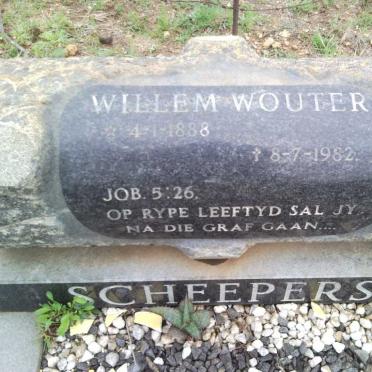 WILLEM WOUTER
☆ 4-1-1888
✝ 8-7-1982.
JOB. 5:26.
OP RYPE LEEFTYD SAL JY
NA DIE GRAF GAAN....
SCHEEPERS